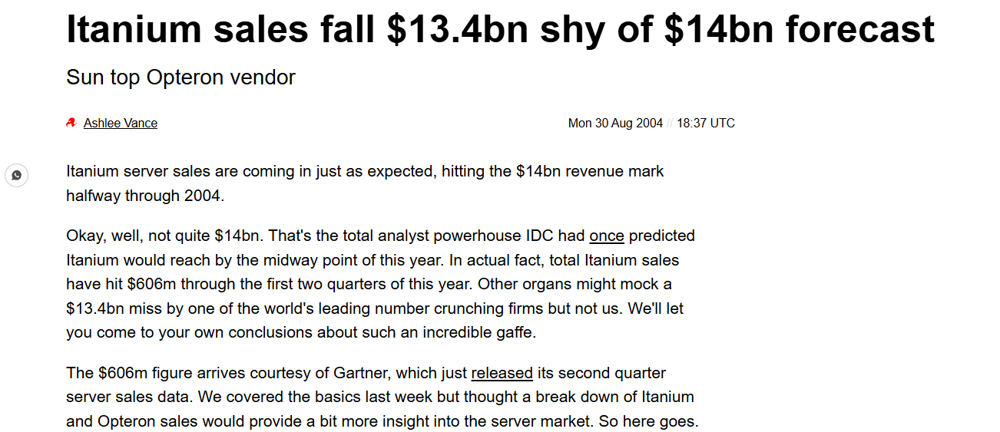 Itanium sales fall $13.4bn shy of $14bn forecast
Sun top Opteron vendor
Ashlee Vance
Mon 30 Aug 2004 // 18:37 UTC
Itanium server sales are coming in just as expected, hitting the $14bn revenue mark
halfway through 2004.
Okay, well, not quite $14bn. That's the total analyst powerhouse IDC had once predicted
Itanium would reach by the midway point of this year. In actual fact, total Itanium sales
have hit $606m through the first two quarters of this year. Other organs might mock a
$13.4bn miss by one of the world's leading number crunching firms but not us. We'll let
you come to your own conclusions about such an incredible gaffe.
The $606m figure arrives courtesy of Gartner, which just released its second quarter
server sales data. We covered the basics last week but thought a break down of Itanium
and Opteron sales would provide a bit more insight into the server market. So here goes.